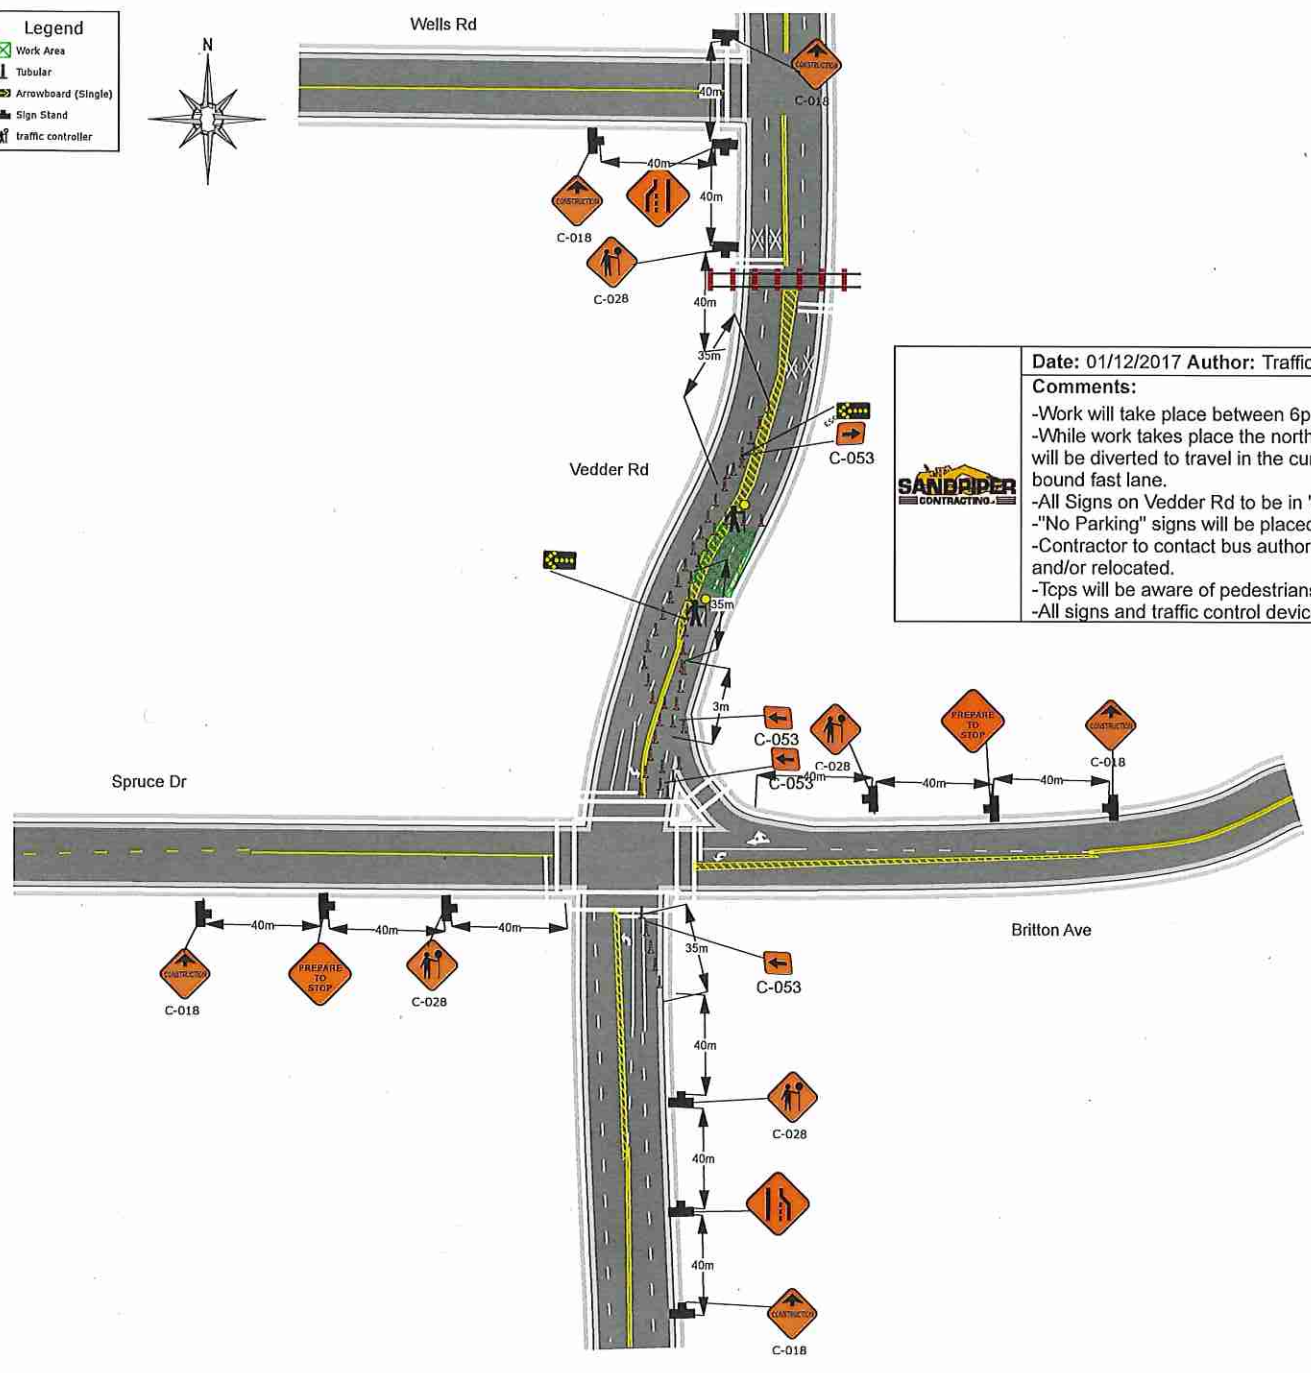 Legend
Work Area
Tubular
Arrowboard (Single)
Sign Stand
traffic controller
N
Wells Rd
CONSTRUCTION
C-018
40m
40m
CONSTRUCTION
C-018
40m
C-028
40m
35m
C-053
Vedder Rd
Date: 01/12/2017 Author: Traffic
Comments:
-Work will take place between 6p
-While work takes place the north
will be diverted to travel in the cu
bound fast lane.
-All Signs on Vedder Rd to be in "
-"No Parking" signs will be placed
-Contractor to contact bus author
and/or relocated.
-Tcps will be aware of pedestrians
-All signs and traffic control devic
SANDPIPER
CONTRACTING
35m
3m
C-053
C-053
C-028
PREPARE
TO
STOP
CONSTRUCTION
C-018
40m
40m
40m
Spruce Dr
Britton Ave
40m
40m
40m
CONSTRUCTION
C-018
PREPARE
TO
STOP
C-028
35m
C-053
40m
C-028
40m
40m
CONSTRUCTION
C-018